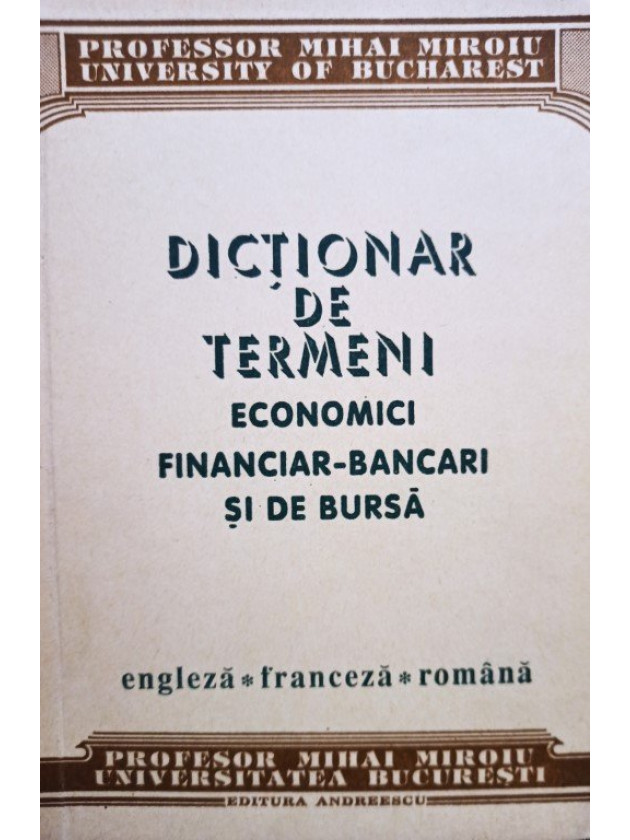 PROFESSOR MIHAI MIROIU
UNIVERSITY OF BUCHAREST
DICȚIONAR
DE
TERMENI
ECONOMICI
FINANCIAR-BANCARI
ȘI DE BURSĂ
engleză * franceză * română
PROFESOR MIHAI MIROIU
UNIVERSITATEA BUCUREȘTI
EDITURA ANDREESCU